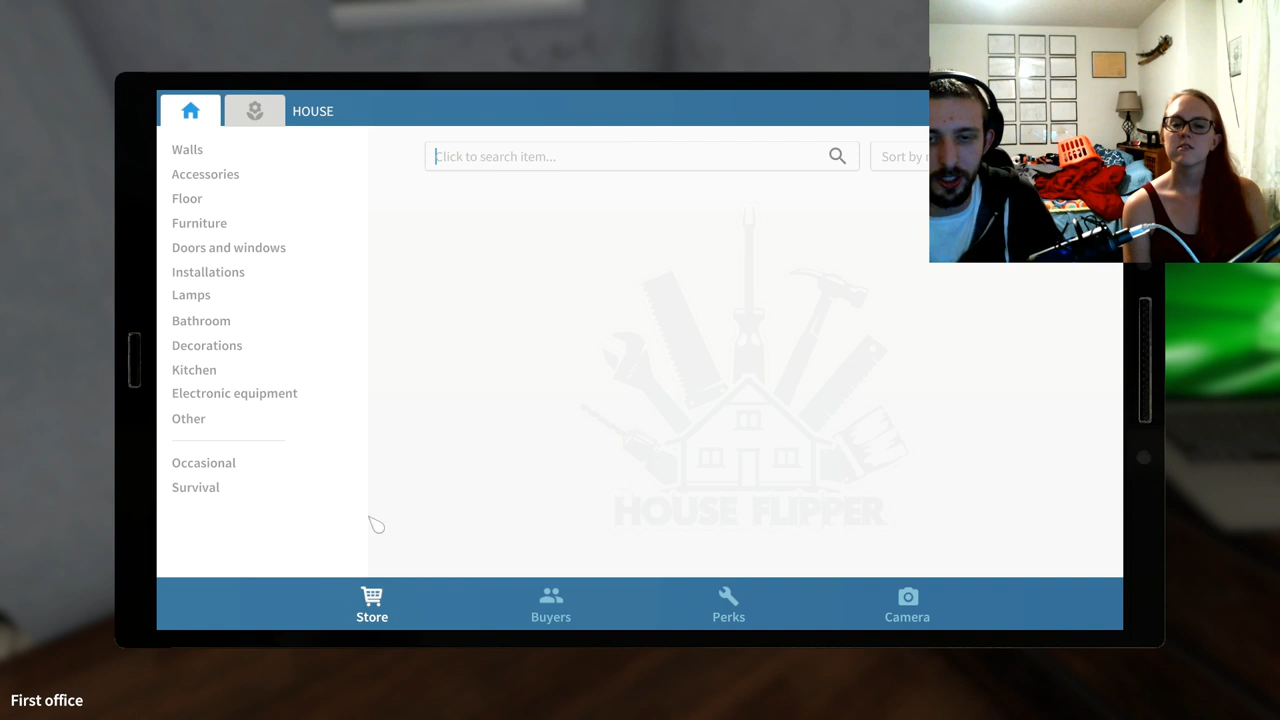 HOUSE
Click to search item...
Sort by
Walls
Accessories
Floor
Furniture
Doors and windows
Installations
Lamps
Bathroom
Decorations
Kitchen
Electronic equipment
Other
Occasional
Survival
HOUSE FLIPPER
Store
Buyers
Perks
Camera
First office